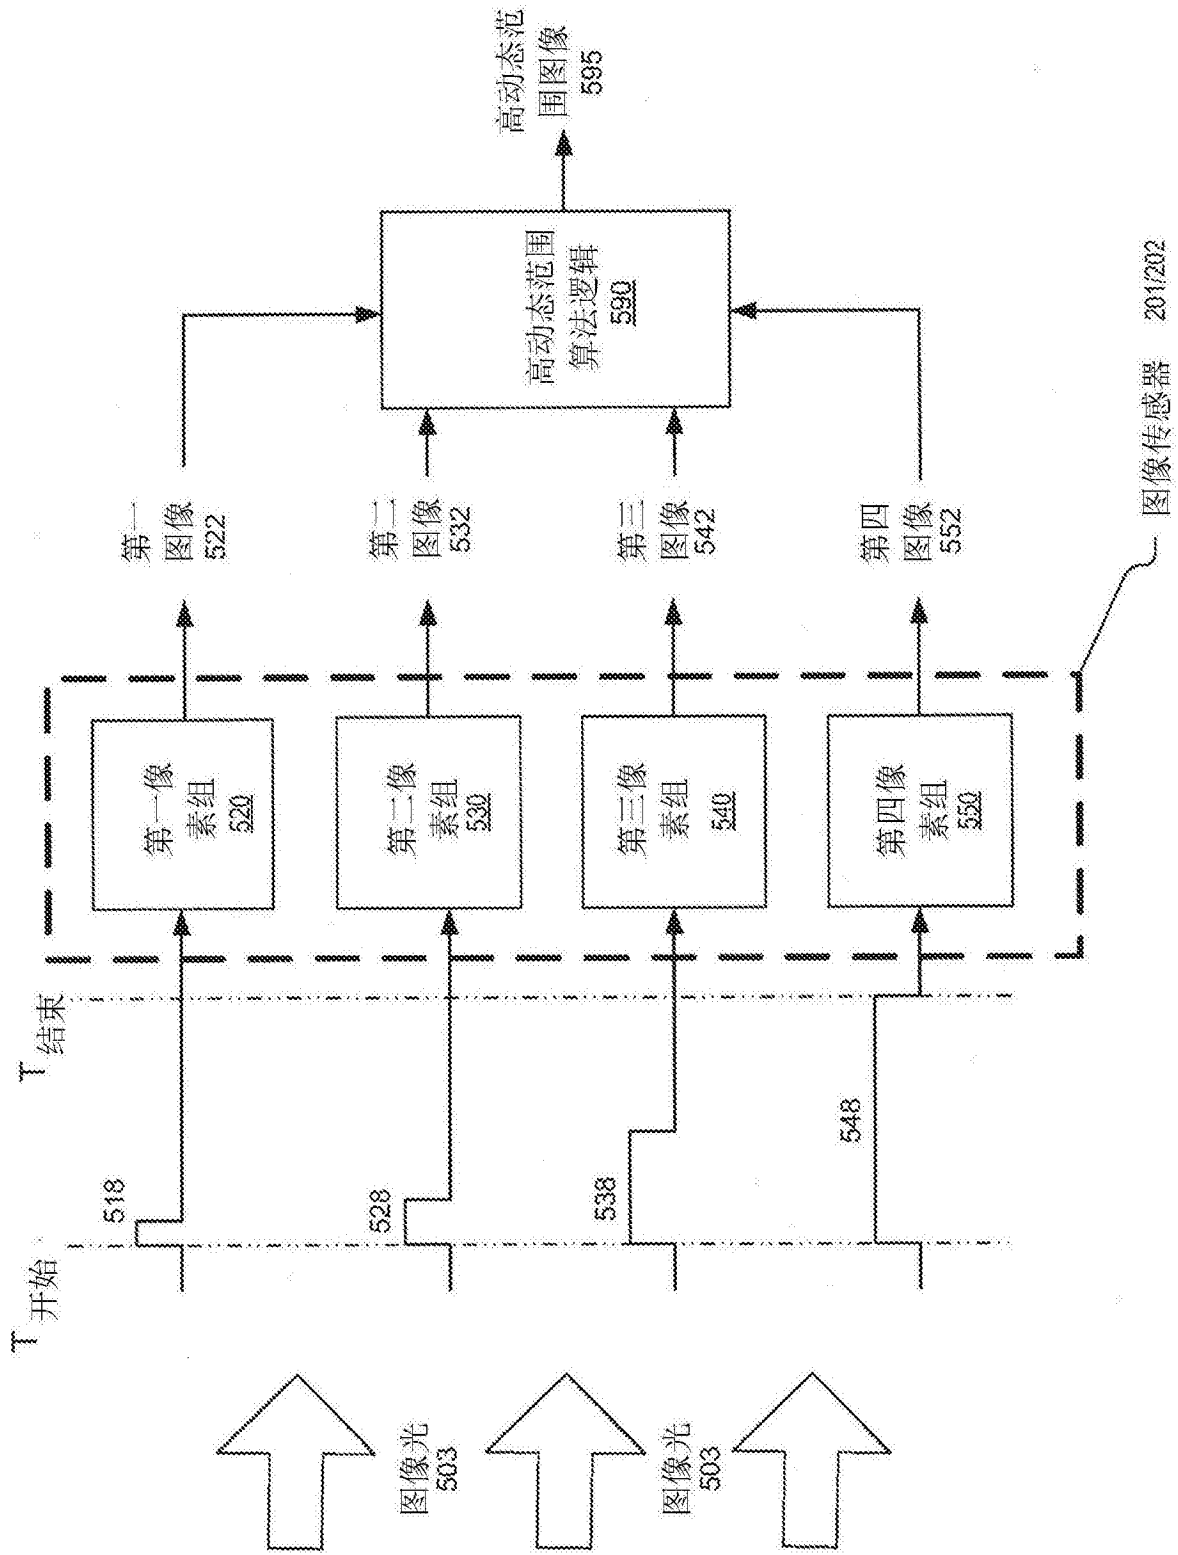 图像光
503
图像光
503
T开始
T结束
518
528
538
548
第一像
素组
520
第二像
素组
530
第三像
素组
540
第四像
素组
550
第一
图像
522
第二
图像
532
第三
图像
542
第四
图像
552
高动态范围
算法逻辑
590
高动态范
围图像
595
图像传感器 201/202